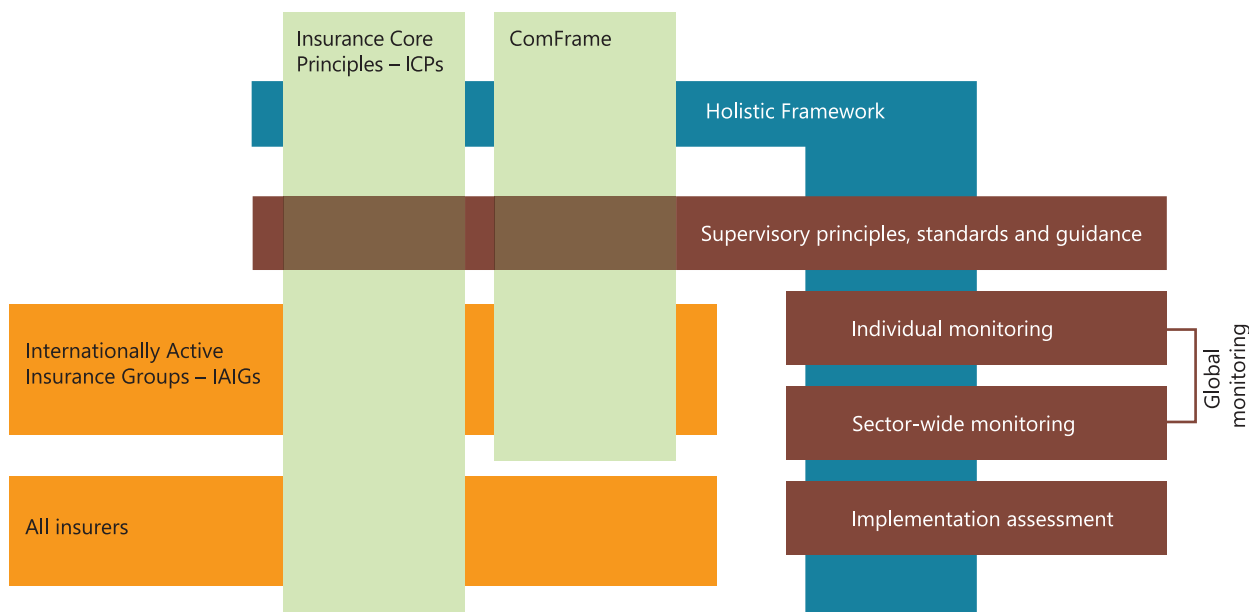 Insurance Core
Principles – ICPs
ComFrame
Holistic Framework
Supervisory principles, standards and guidance
Internationally Active
Insurance Groups – IAIGs
Individual monitoring
Sector-wide monitoring
Global
monitoring
All insurers
Implementation assessment